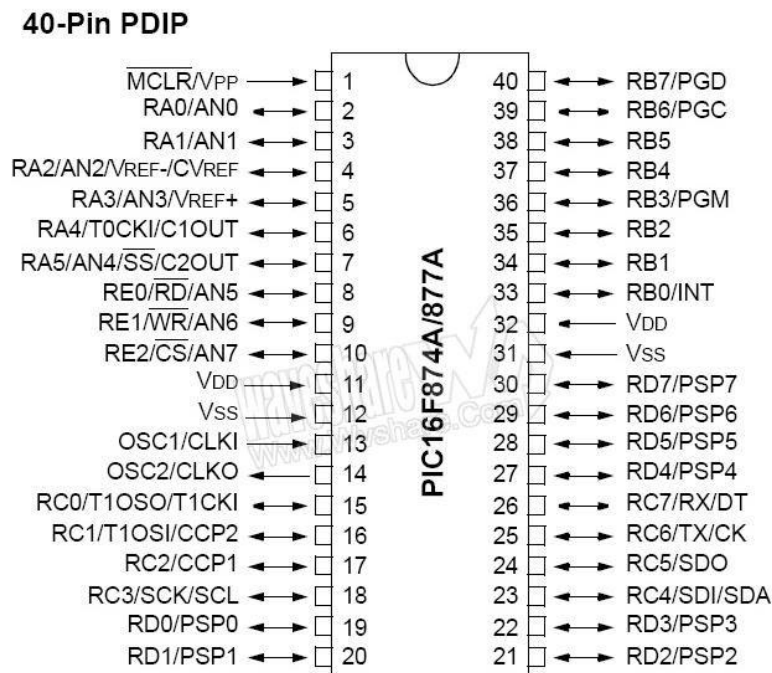 40-Pin PDIP
MCLR/VPP 1 40 RB7/PGD
RA0/AN0 2 39 RB6/PGC
RA1/AN1 3 38 RB5
RA2/AN2/VREF-/CVREF 4 37 RB4
RA3/AN3/VREF+ 5 36 RB3/PGM
RA4/T0CKI/C1OUT 6 35 RB2
RA5/AN4/SS/C2OUT 7 34 RB1
RE0/RD/AN5 8 33 RB0/INT
RE1/WR/AN6 9 32 VDD
RE2/CS/AN7 10 31 VSS
VDD 11 30 RD7/PSP7
VSS 12 29 RD6/PSP6
OSC1/CLKI 13 28 RD5/PSP5
OSC2/CLKO 14 27 RD4/PSP4
RC0/T1OSO/T1CKI 15 26 RC7/RX/DT
RC1/T1OSI/CCP2 16 25 RC6/TX/CK
RC2/CCP1 17 24 RC5/SDO
RC3/SCK/SCL 18 23 RC4/SDI/SDA
RD0/PSP0 19 22 RD3/PSP3
RD1/PSP1 20 21 RD2/PSP2
PIC16F874A/877A
waveshare
www.Wvshare.Com